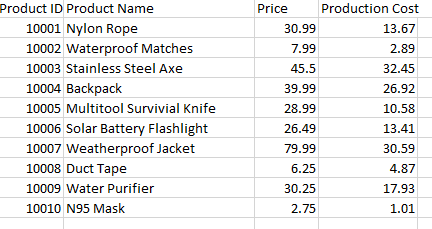 Product ID Product Name Price Production Cost
10001 Nylon Rope 30.99 13.67
10002 Waterproof Matches 7.99 2.89
10003 Stainless Steel Axe 45.5 32.45
10004 Backpack 39.99 26.92
10005 Multitool Survivial Knife 28.99 10.58
10006 Solar Battery Flashlight 26.49 13.41
10007 Weatherproof Jacket 79.99 30.59
10008 Duct Tape 6.25 4.87
10009 Water Purifier 30.25 17.93
10010 N95 Mask 2.75 1.01